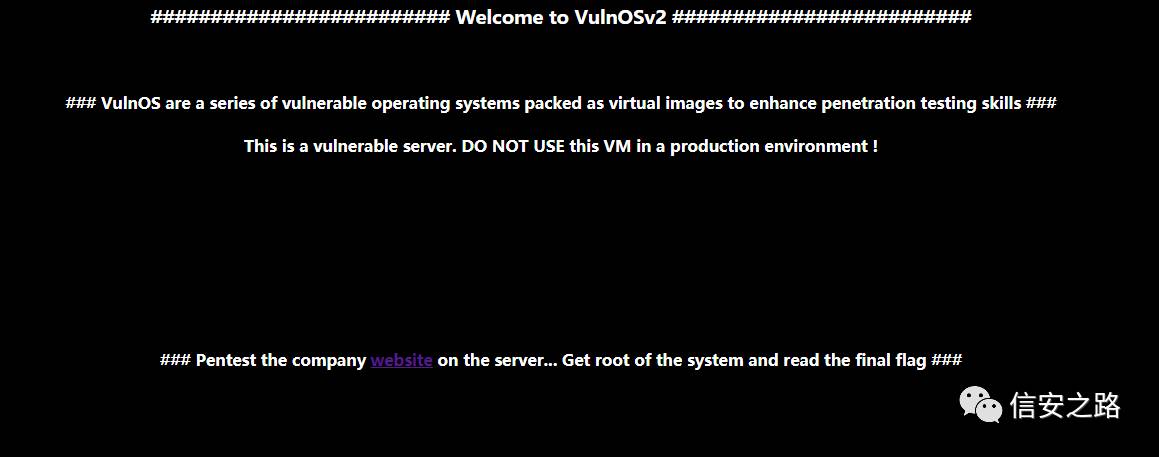 ######################### Welcome to VulnOSv2 #########################
### VulnOS are a series of vulnerable operating systems packed as virtual images to enhance penetration testing skills ###
This is a vulnerable server. DO NOT USE this VM in a production environment !
### Pentest the company website on the server... Get root of the system and read the final flag ###
信安之路